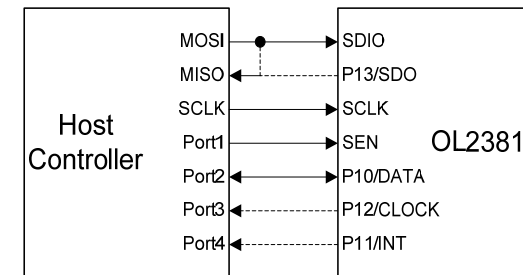 MOSI SDIO
MISO P13/SDO
SCLK SCLK
Host Controller
Port1 SEN
OL2381
Port2 P10/DATA
Port3 P12/CLOCK
Port4 P11/INT